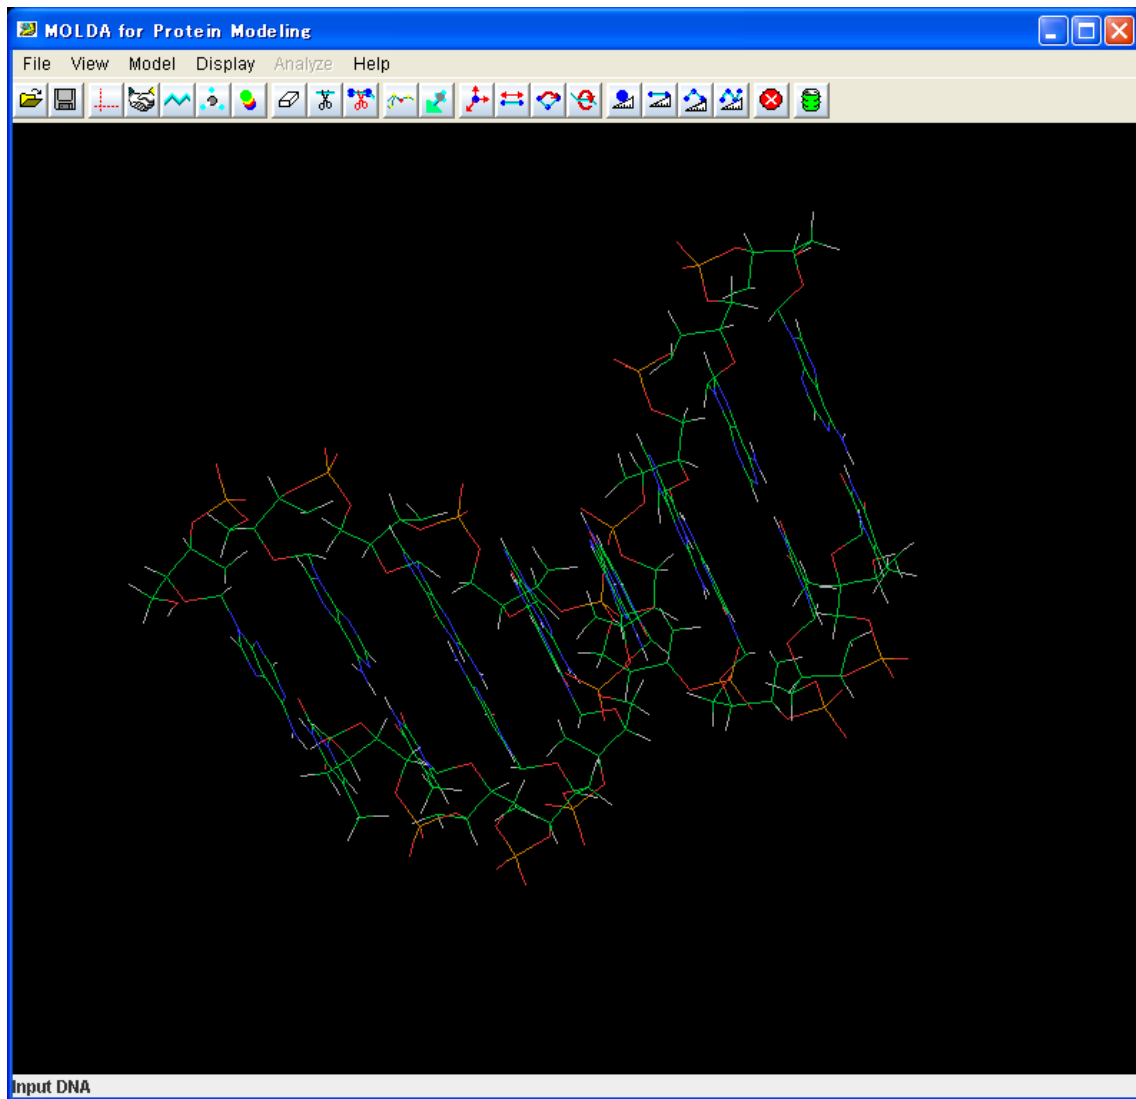 MOLDA for Protein Modeling
File View Model Display Analyze Help
Input DNA